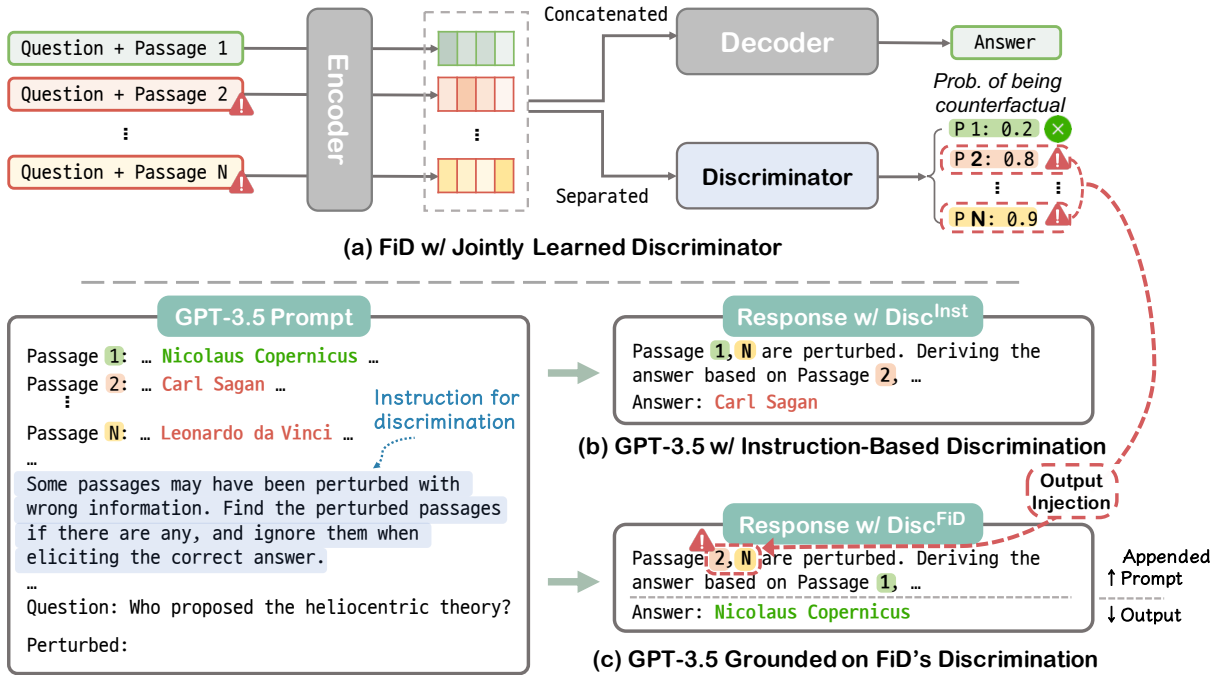 Question + Passage 1
Question + Passage 2
⋮
Question + Passage N
Encoder
Concatenated
Separated
Decoder
Discriminator
Answer
Prob. of being
counterfactual
P 1: 0.2
P 2: 0.8
⋮ ⋮
P N: 0.9
(a) FiD w/ Jointly Learned Discriminator
GPT-3.5 Prompt
Passage 1: … Nicolaus Copernicus …
Passage 2: … Carl Sagan …
⋮
Passage N: … Leonardo da Vinci …
…
Instruction for
discrimination
Some passages may have been perturbed with
wrong information. Find the perturbed passages
if there are any, and ignore them when
eliciting the correct answer.
…
Question: Who proposed the heliocentric theory?
Perturbed:
Response w/ Disc^Inst
Passage 1, N are perturbed. Deriving the
answer based on Passage 2, …
Answer: Carl Sagan
(b) GPT-3.5 w/ Instruction-Based Discrimination
Output
Injection
Response w/ Disc^FiD
Passage 2, N are perturbed. Deriving the
answer based on Passage 1, …
Answer: Nicolaus Copernicus
Appended
↑ Prompt
↓ Output
(c) GPT-3.5 Grounded on FiD's Discrimination